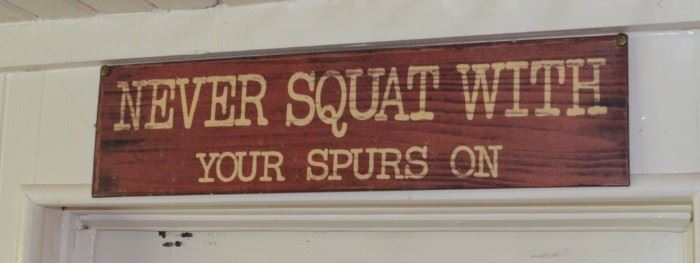 NEVER SQUAT WITH
YOUR SPURS ON